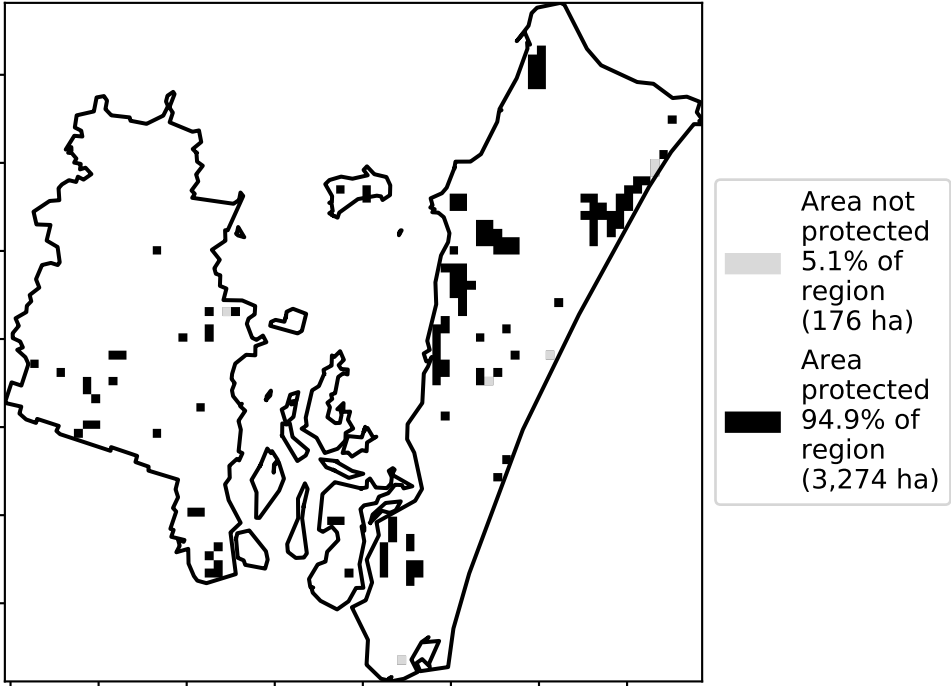 Area not
protected
5.1% of
region
(176 ha)
Area
protected
94.9% of
region
(3,274 ha)